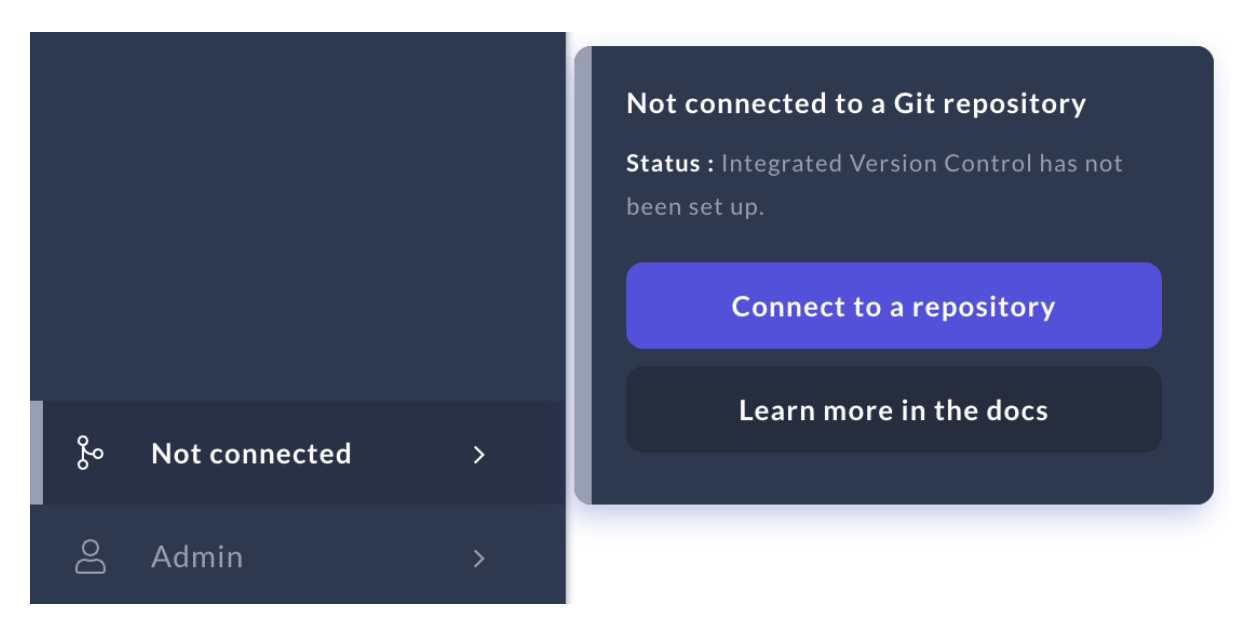 Not connected to a Git repository
Status : Integrated Version Control has not
been set up.
Connect to a repository
Learn more in the docs
Not connected
Admin